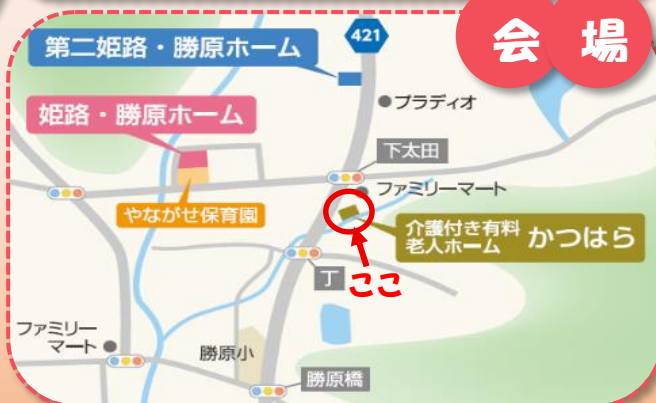 会場
421
第二姫路・勝原ホーム
プラディオ
姫路・勝原ホーム
下太田
ファミリーマート
やながせ保育園
介護付き有料
老人ホーム かつはら
丁
ここ
ファミリー
マート
勝原小
勝原橋